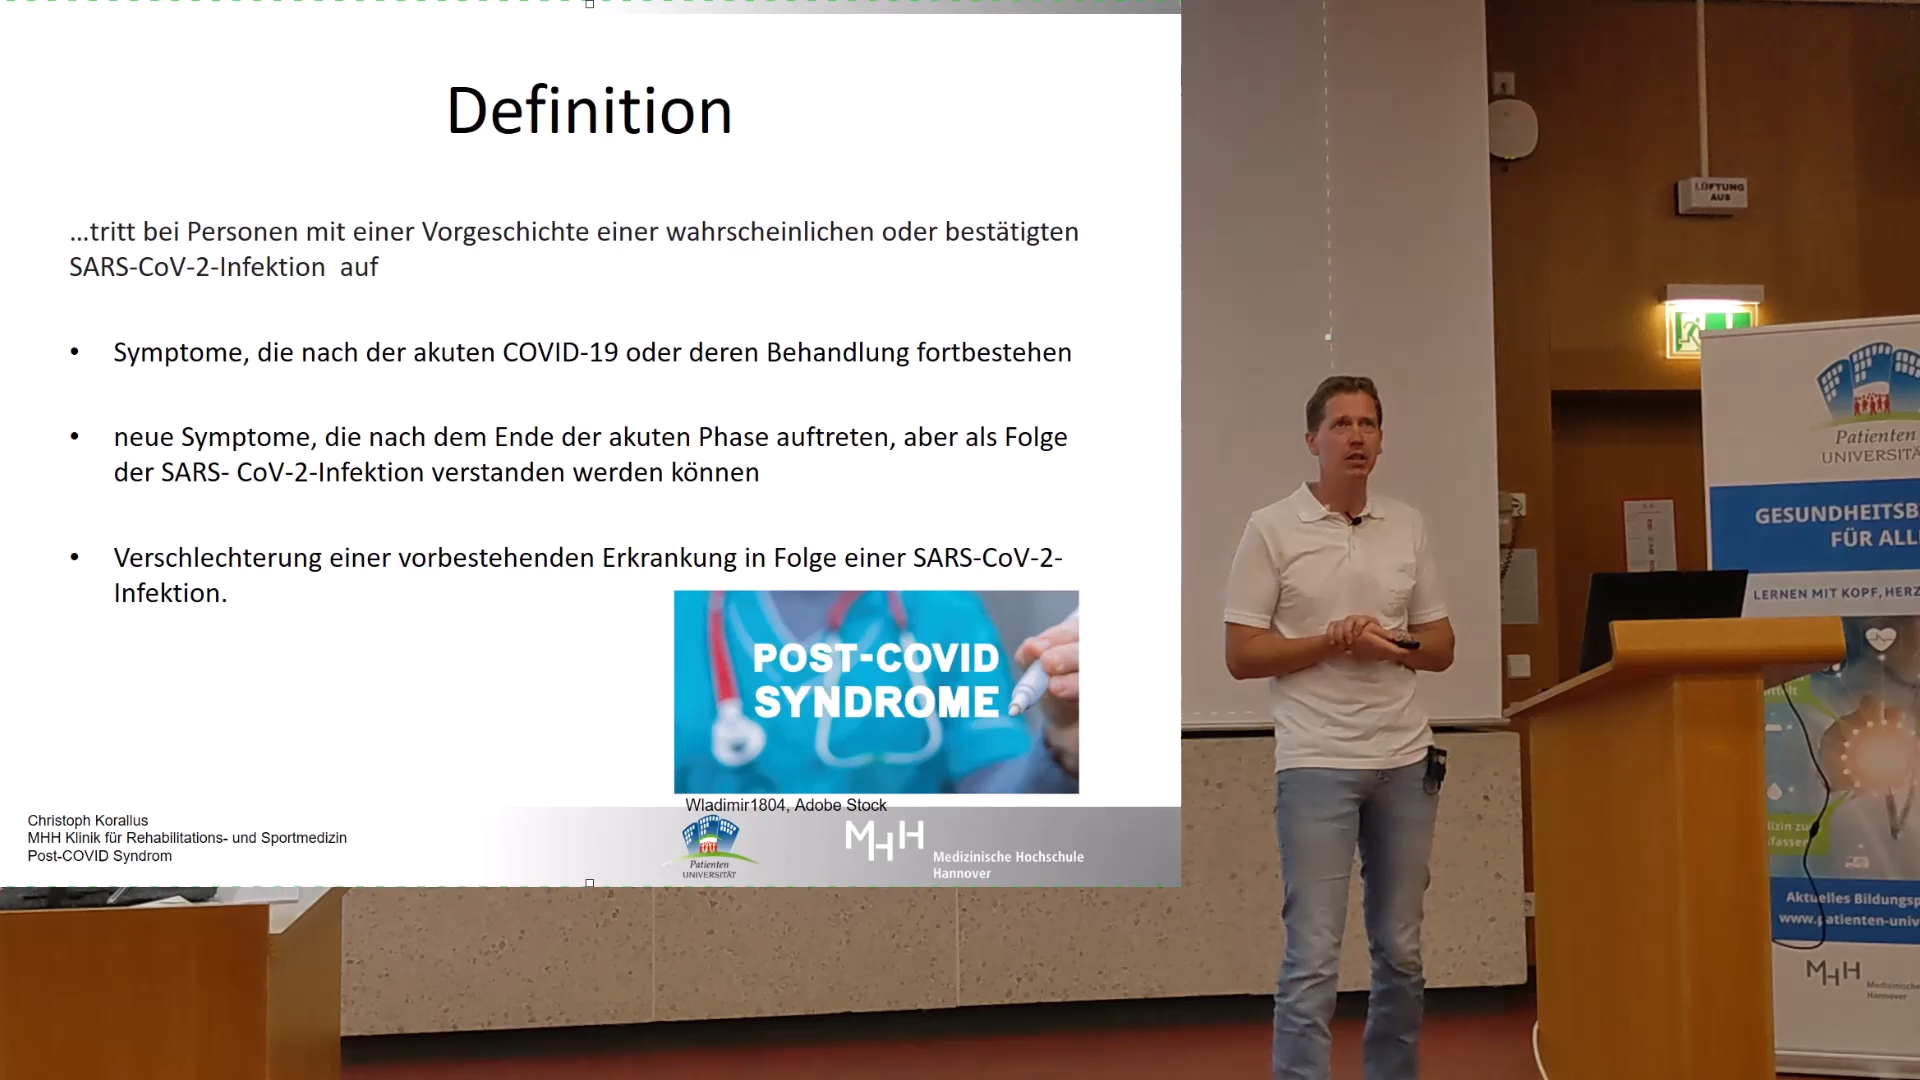 Definition
...tritt bei Personen mit einer Vorgeschichte einer wahrscheinlichen oder bestätigten
SARS-CoV-2-Infektion auf
• Symptome, die nach der akuten COVID-19 oder deren Behandlung fortbestehen
• neue Symptome, die nach dem Ende der akuten Phase auftreten, aber als Folge
der SARS- CoV-2-Infektion verstanden werden können
• Verschlechterung einer vorbestehenden Erkrankung in Folge einer SARS-CoV-2-
Infektion.
POST-COVID
SYNDROME
Wladimir1804, Adobe Stock
Christoph Korallus
MHH Klinik für Rehabilitations- und Sportmedizin
Post-COVID Syndrom
Patienten
UNIVERSITÄT
MHH
Medizinische Hochschule
Hannover
LÜFTUNG
AUS
Patienten
UNIVERSITÄ
GESUNDHEITSB
FÜR ALL
LERNEN MIT KOPF, HERZ
Aktuelles Bildungsp
www.patienten-univ
MHH
Medizinische
Hannover